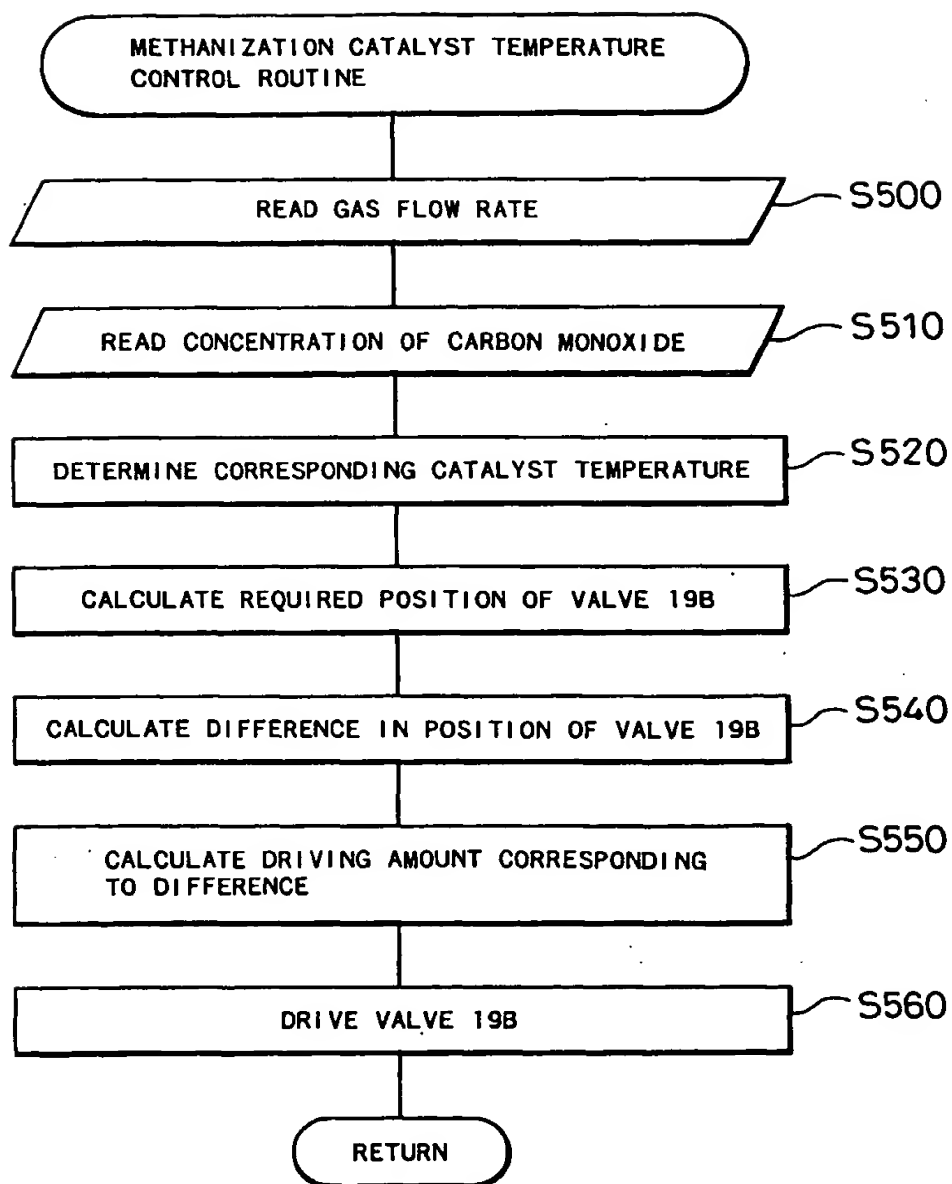 METHANIZATION CATALYST TEMPERATURE
CONTROL ROUTINE
READ GAS FLOW RATE
S500
READ CONCENTRATION OF CARBON MONOXIDE
S510
DETERMINE CORRESPONDING CATALYST TEMPERATURE
S520
CALCULATE REQUIRED POSITION OF VALVE 19B
S530
CALCULATE DIFFERENCE IN POSITION OF VALVE 19B
S540
CALCULATE DRIVING AMOUNT CORRESPONDING
TO DIFFERENCE
S550
DRIVE VALVE 19B
S560
RETURN